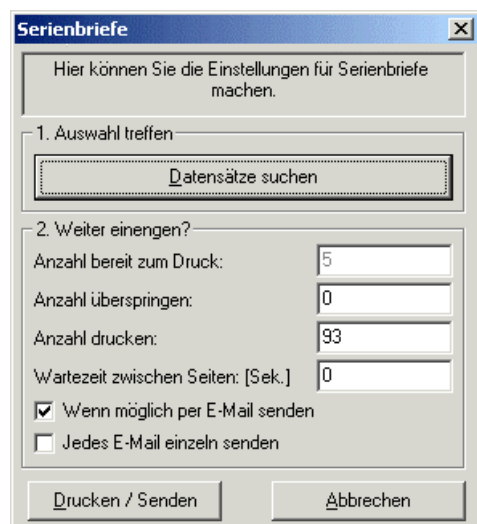 Serienbriefe
Hier können Sie die Einstellungen für Serienbriefe
machen.
1. Auswahl treffen
Datensätze suchen
2. Weiter einengen?
Anzahl bereit zum Druck: 5
Anzahl überspringen: 0
Anzahl drucken: 93
Wartezeit zwischen Seiten: [Sek.] 0
Wenn möglich per E-Mail senden
Jedes E-Mail einzeln senden
Drucken / Senden Abbrechen